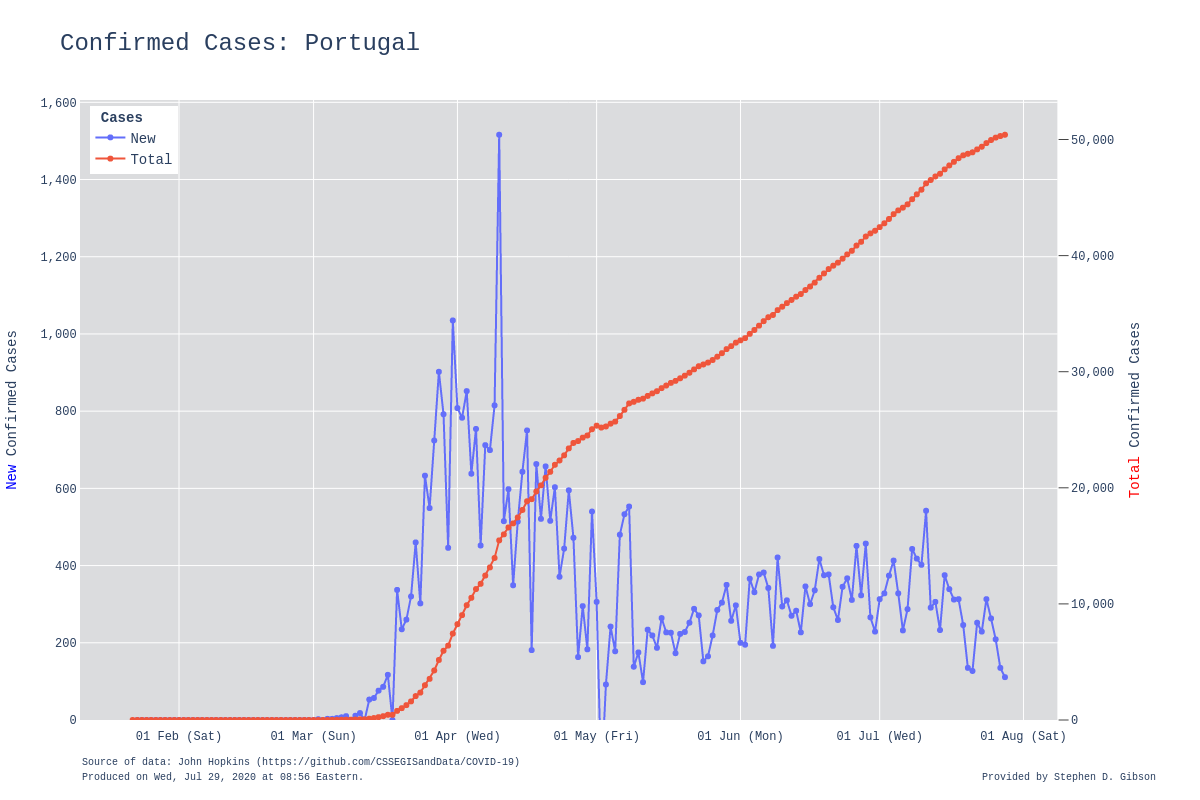 Confirmed Cases: Portugal
Cases
New
Total
1,600
1,400
1,200
1,000
800
600
400
200
0
New Confirmed Cases
50,000
40,000
30,000
20,000
10,000
0
Total Confirmed Cases
01 Feb (Sat) 01 Mar (Sun) 01 Apr (Wed) 01 May (Fri) 01 Jun (Mon) 01 Jul (Wed) 01 Aug (Sat)
Source of data: John Hopkins (https://github.com/CSSEGISandData/COVID-19)
Produced on Wed, Jul 29, 2020 at 08:56 Eastern.
Provided by Stephen D. Gibson